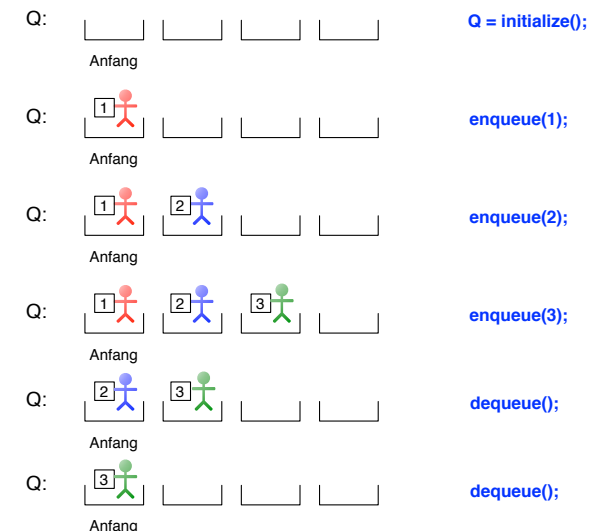 Q: Q = initialize();
Anfang
Q: 1 enqueue(1);
Anfang
Q: 1 2 enqueue(2);
Anfang
Q: 1 2 3 enqueue(3);
Anfang
Q: 2 3 dequeue();
Anfang
Q: 3 dequeue();
Anfang